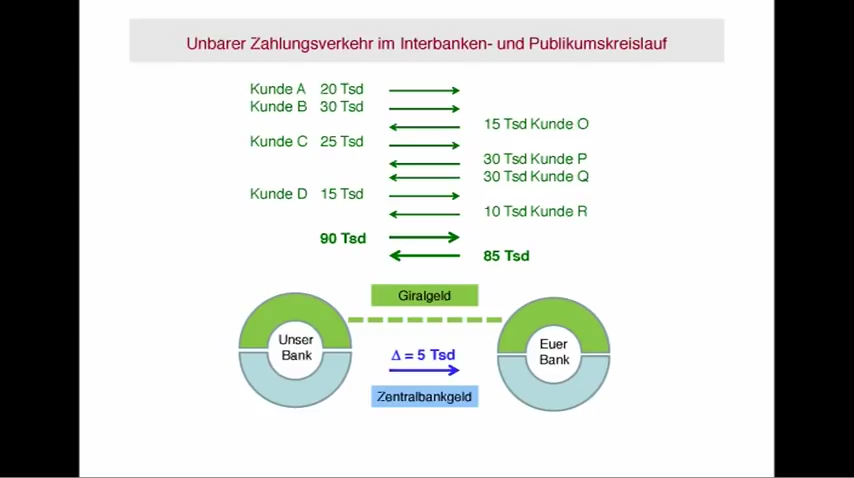 Unbarer Zahlungsverkehr im Interbanken- und Publikumskreislauf
Kunde A 20 Tsd
Kunde B 30 Tsd
15 Tsd Kunde O
Kunde C 25 Tsd
30 Tsd Kunde P
30 Tsd Kunde Q
Kunde D 15 Tsd
10 Tsd Kunde R
90 Tsd
85 Tsd
Giralgeld
Unser
Bank
Euer
Bank
Δ = 5 Tsd
Zentralbankgeld